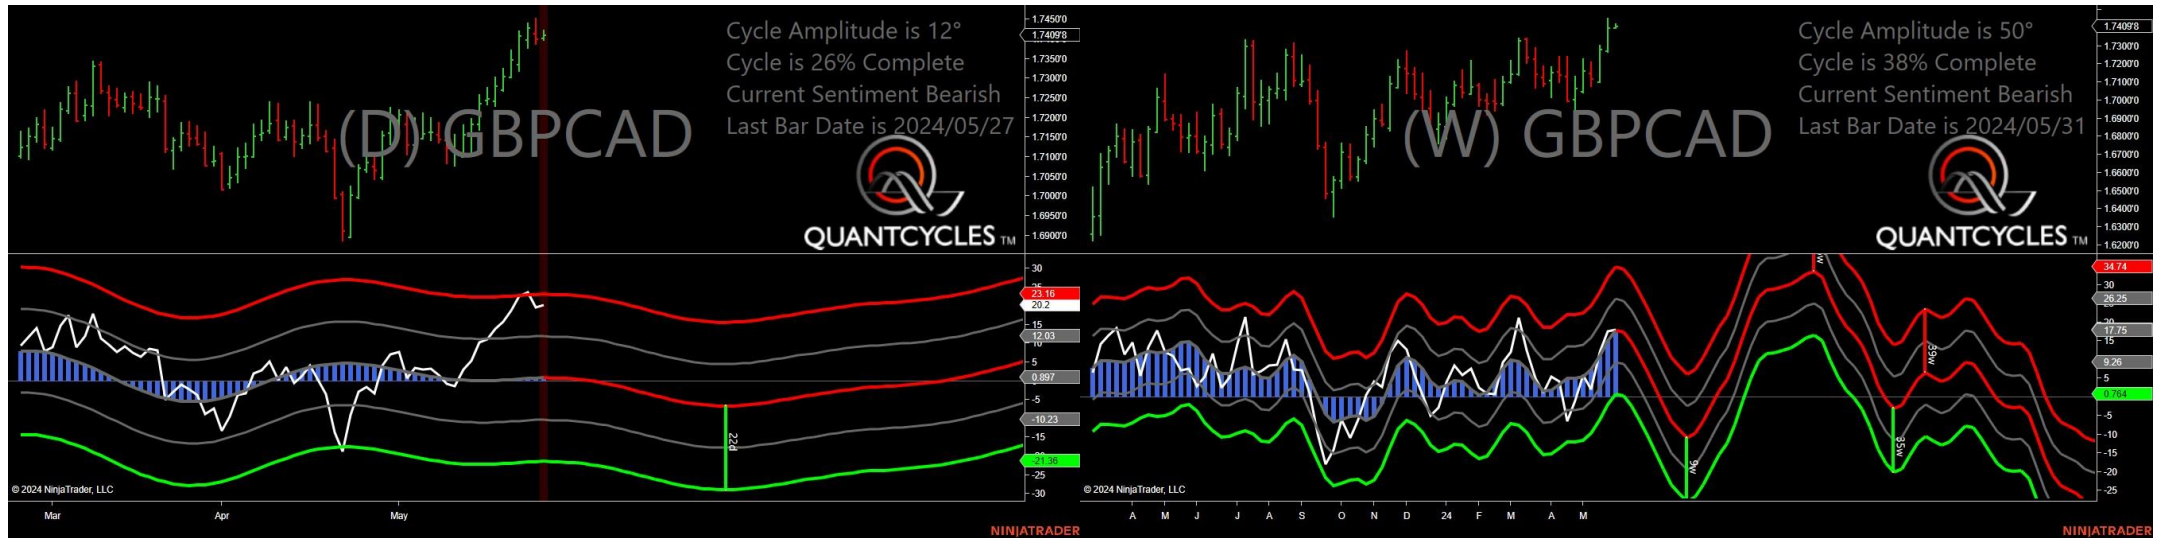 Cycle Amplitude is 12°
Cycle is 26% Complete
Current Sentiment Bearish
Last Bar Date is 2024/05/27
(D) GBPCAD
QUANTCYCLES TM
1.7450'0
1.7409'8
1.7350'0
1.7300'0
1.7250'0
1.7200'0
1.7150'0
1.7100'0
1.7050'0
1.7000'0
1.6950'0
1.6900'0
30
23.16
20.2
15
12.03
10
5
0.897
-5
-10.23
-15
-21.36
-25
-30
22d
© 2024 NinjaTrader, LLC
Mar
Apr
May
NINJATRADER
Cycle Amplitude is 50°
Cycle is 38% Complete
Current Sentiment Bearish
Last Bar Date is 2024/05/31
(W) GBPCAD
QUANTCYCLES TM
1.7409'8
1.7300'0
1.7200'0
1.7100'0
1.7000'0
1.6900'0
1.6800'0
1.6700'0
1.6600'0
1.6500'0
1.6400'0
1.6300'0
1.6200'0
34.74
30
26.25
20
17.75
15
9.26
5
0.764
-5
-10
-15
-20
-25
9w
w
35w
39w
© 2024 NinjaTrader, LLC
A M J J A S O N D 24 F M A M
NINJATRADER